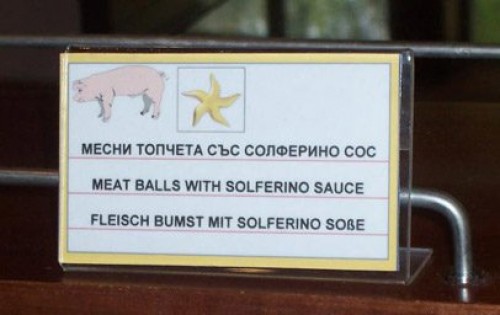 МЕСНИ ТОПЧЕТА СЪС СОЛФЕРИНО СОС
MEAT BALLS WITH SOLFERINO SAUCE
FLEISCH BUMST MIT SOLFERINO SOßE